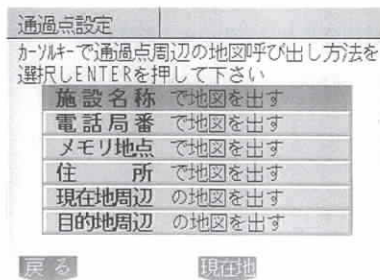 通過点設定
ｶｰｿﾙｷｰで通過点周辺の地図呼び出し方法を
選択しENTERを押して下さい
施設名称 で地図を出す
電話局番 で地図を出す
メモリ地点 で地図を出す
住　　所 で地図を出す
現在地周辺 の地図を出す
目的地周辺 の地図を出す
戻る 現在地